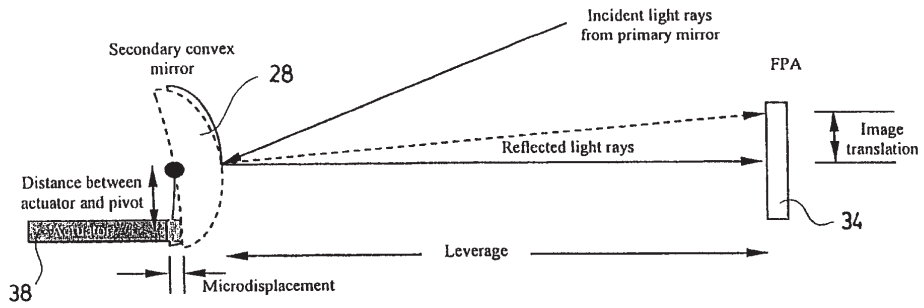 Incident light rays
from primary mirror
Secondary convex
mirror
28
FPA
Reflected light rays
Image
translation
Distance between
actuator and pivot
34
Leverage
38
Microdisplacement